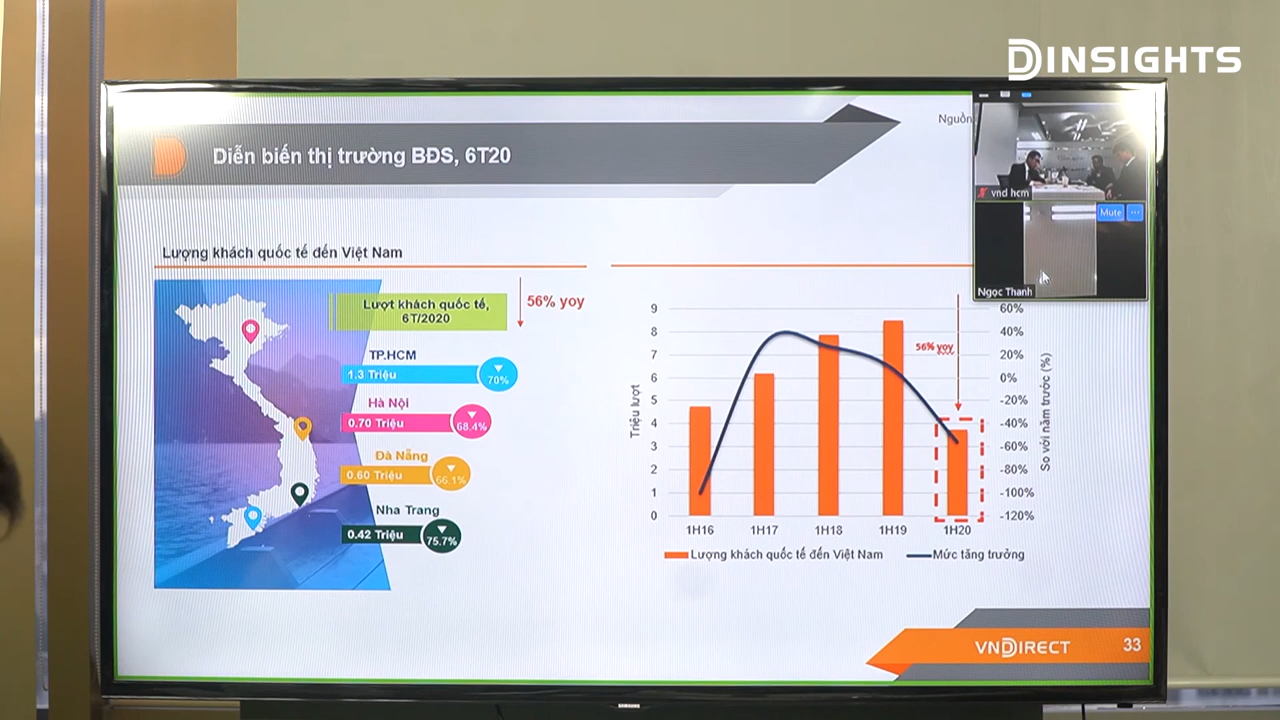 DINSIGHTS
Diễn biến thị trường BĐS, 6T20
Nguồn
vnd hcm
Mute
Ngọc Thanh
Lượng khách quốc tế đến Việt Nam
Lượt khách quốc tế,
6T/2020
56% yoy
TP.HCM
1.3 Triệu
70%
Hà Nội
0.70 Triệu
68.4%
Đà Nẵng
0.60 Triệu
66.1%
Nha Trang
0.42 Triệu
75.7%
Triệu lượt
9
8
7
6
5
4
3
2
1
0
56% yoy
60%
40%
20%
0%
-20%
-40%
-60%
-80%
-100%
-120%
So với năm trước (%)
1H16 1H17 1H18 1H19 1H20
Lượng khách quốc tế đến Việt Nam Mức tăng trưởng
VNDIRECT
33